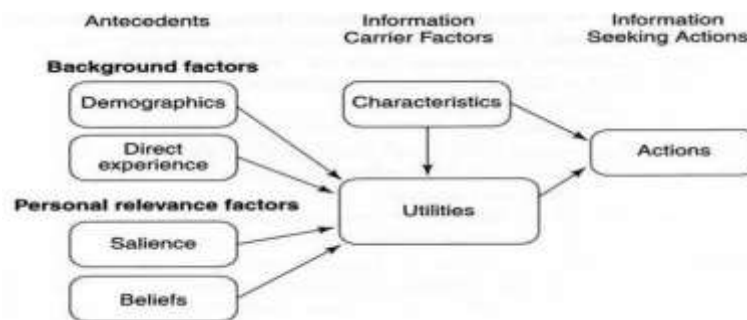 Antecedents
Information
Carrier Factors
Information
Seeking Actions
Background factors
Demographics
Direct
experience
Personal relevance factors
Salience
Beliefs
Characteristics
Utilities
Actions